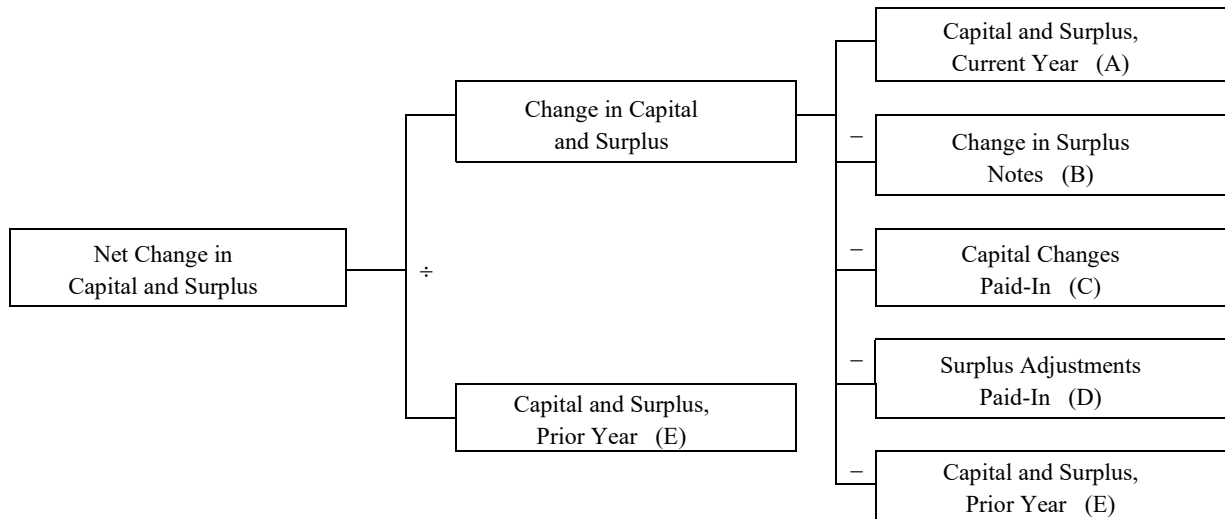 Capital and Surplus,
Current Year (A)
Change in Capital
and Surplus
–
Change in Surplus
Notes (B)
Net Change in
Capital and Surplus
÷
–
Capital Changes
Paid-In (C)
–
Surplus Adjustments
Paid-In (D)
Capital and Surplus,
Prior Year (E)
–
Capital and Surplus,
Prior Year (E)